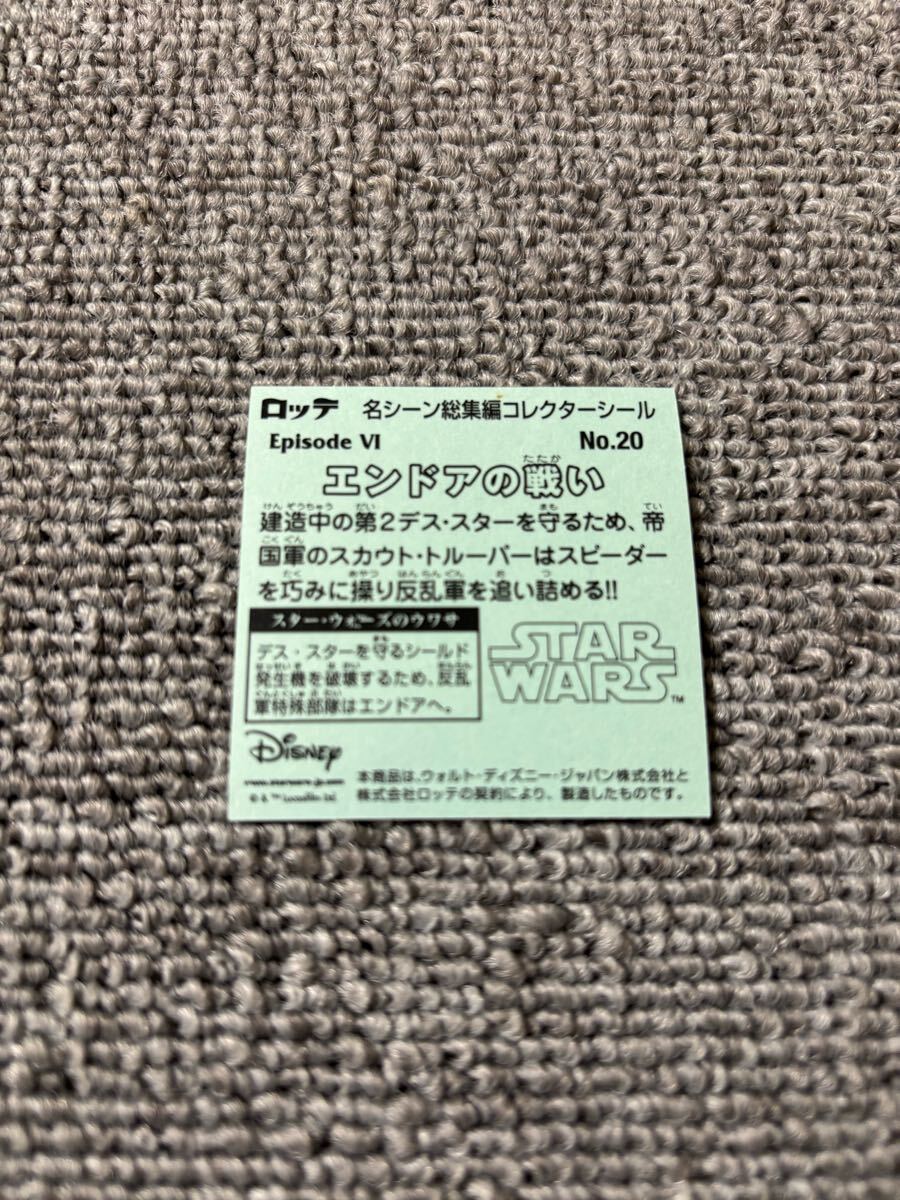 ロッテ 名シーン総集編コレクターシール
Episode VI No.20
エンドアの戦い
建造中の第2デス・スターを守るため、帝
国軍のスカウト・トルーパーはスピーダー
を巧みに操り反乱軍を追い詰める!!
スター・ウォーズのウワサ
デス・スターを守るシールド
発生機を破壊するため、反乱
軍特殊部隊はエンドアへ。
STAR
WARS™
Disney
www.starwars.jp.com
© & ™ Lucasfilm Ltd.
本商品は、ウォルト・ディズニー・ジャパン株式会社と
株式会社ロッテの契約により、製造したものです。